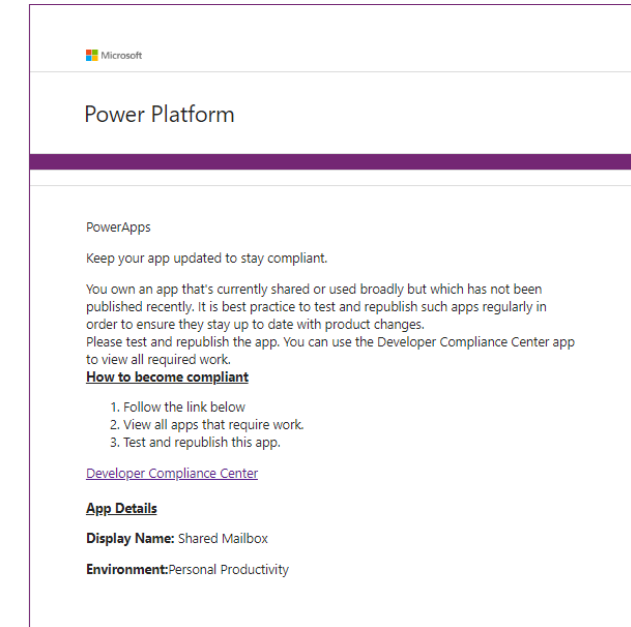 Microsoft
Power Platform
PowerApps
Keep your app updated to stay compliant.
You own an app that's currently shared or used broadly but which has not been
published recently. It is best practice to test and republish such apps regularly in
order to ensure they stay up to date with product changes.
Please test and republish the app. You can use the Developer Compliance Center app
to view all required work.
How to become compliant
1. Follow the link below
2. View all apps that require work.
3. Test and republish this app.
Developer Compliance Center
App Details
Display Name: Shared Mailbox
Environment:Personal Productivity